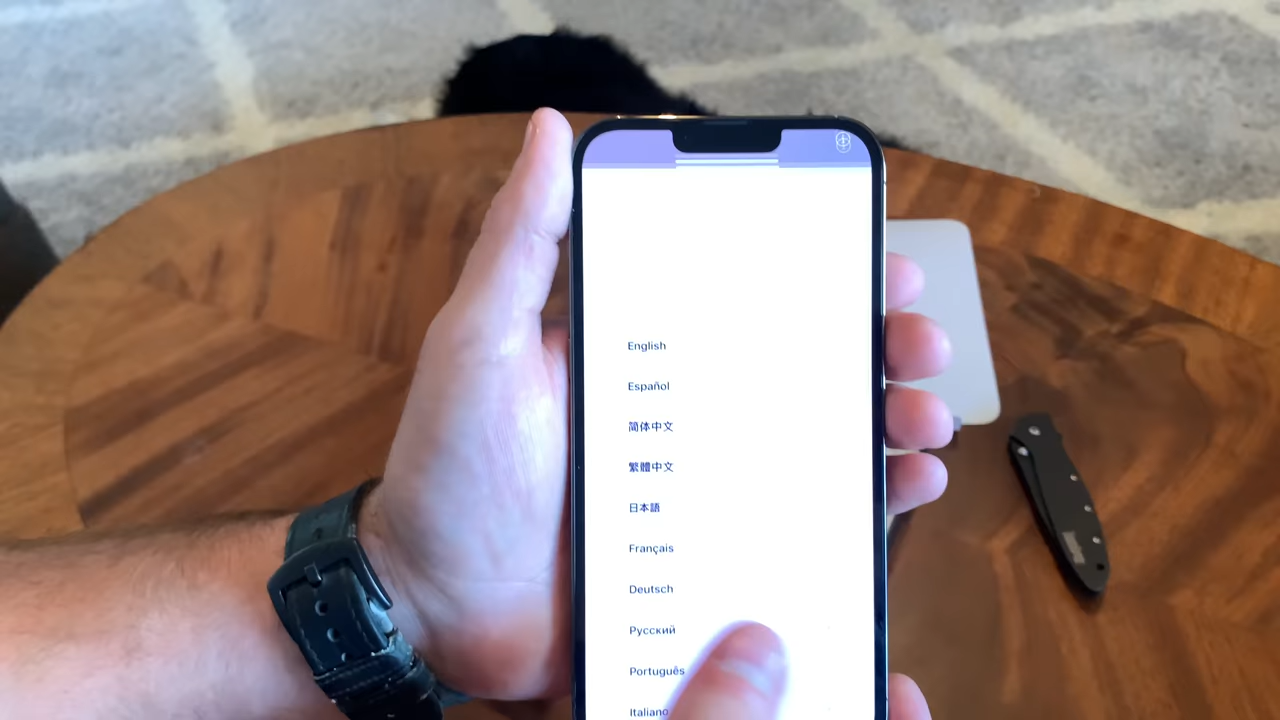 English
Español
简体中文
繁體中文
日本語
Français
Deutsch
Русский
Português
Italiano